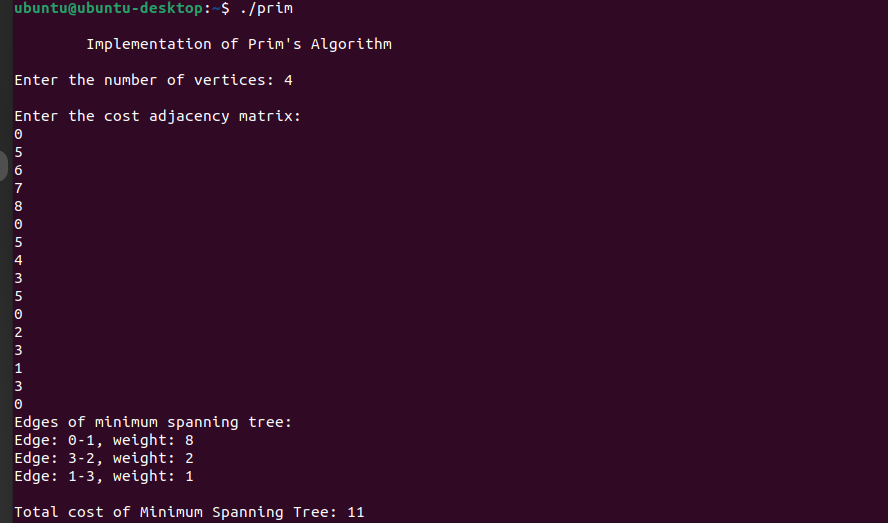 ubuntu@ubuntu-desktop:~$ ./prim
Implementation of Prim's Algorithm
Enter the number of vertices: 4
Enter the cost adjacency matrix:
0
5
6
7
8
0
5
4
3
5
0
2
3
1
3
0
Edges of minimum spanning tree:
Edge: 0-1, weight: 8
Edge: 3-2, weight: 2
Edge: 1-3, weight: 1
Total cost of Minimum Spanning Tree: 11